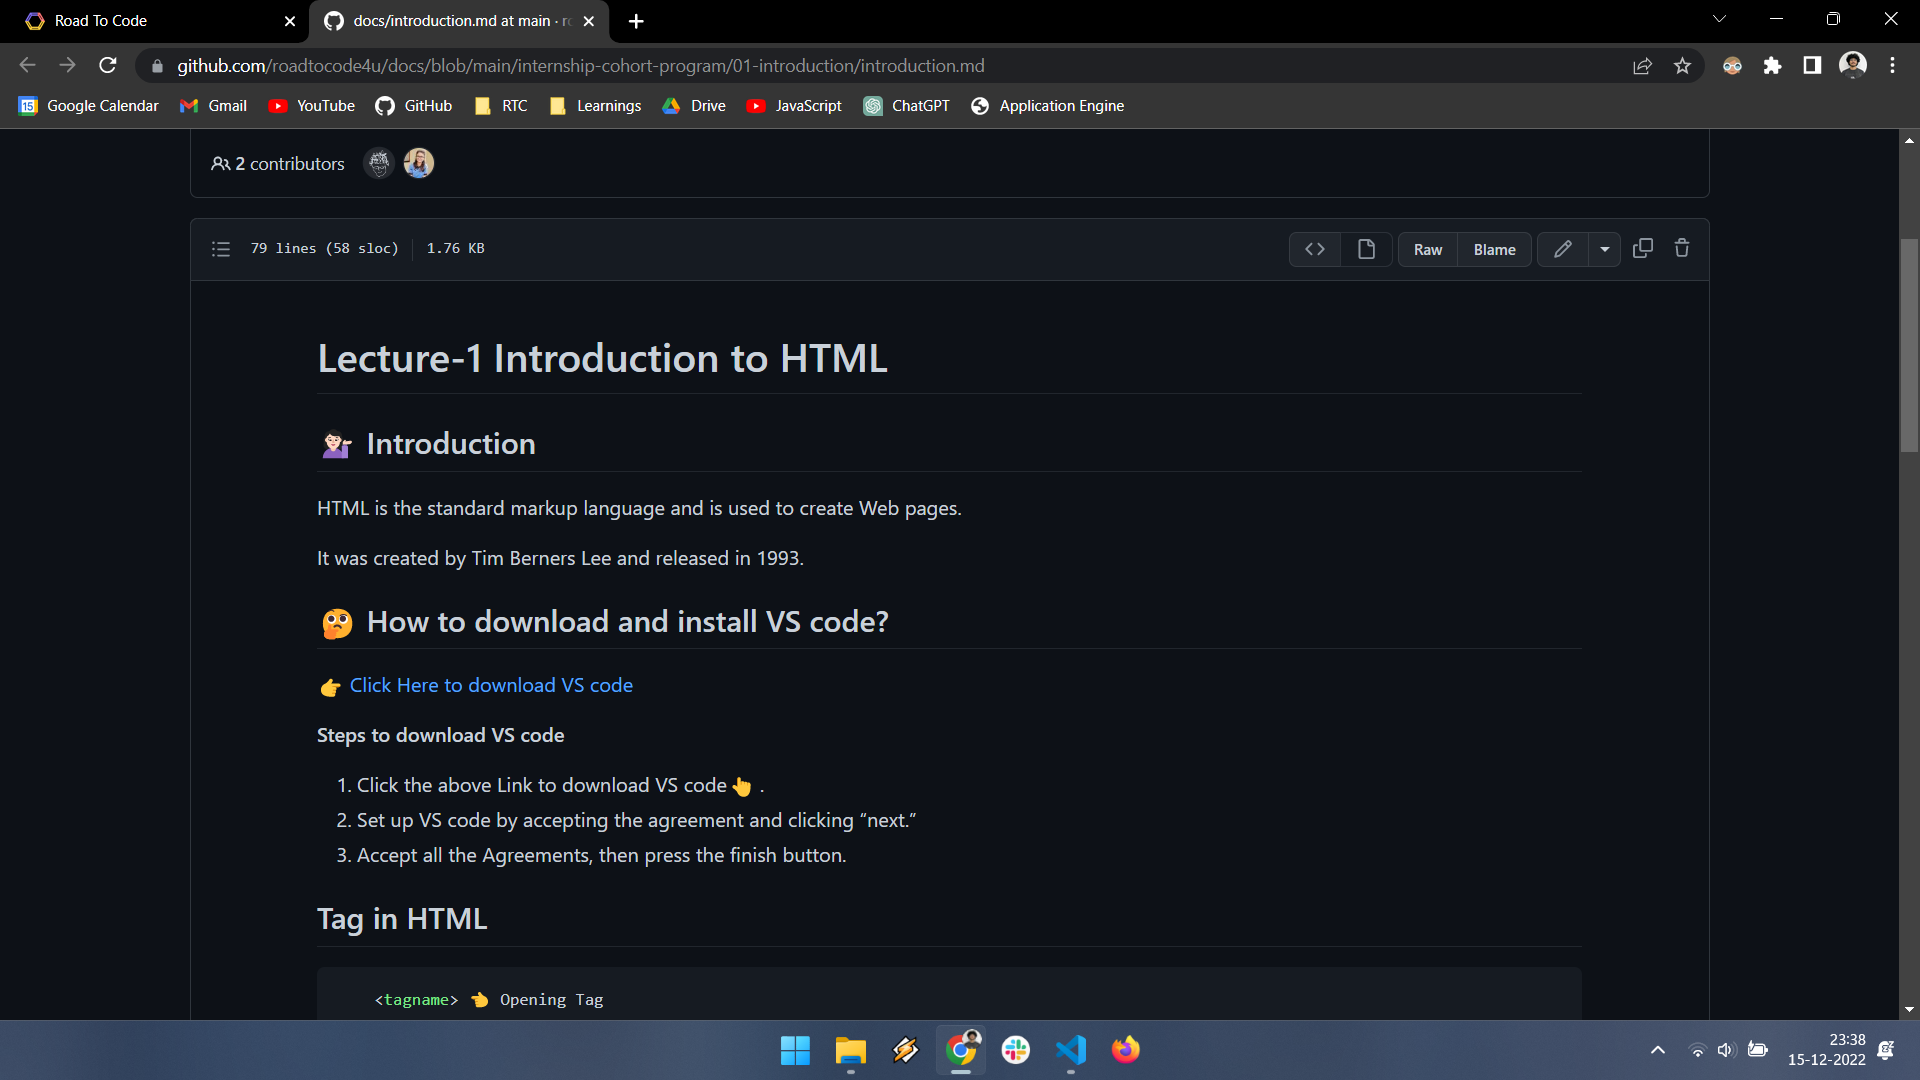 Road To Code
docs/introduction.md at main · ro
github.com/roadtocode4u/docs/blob/main/internship-cohort-program/01-introduction/introduction.md
15 Google Calendar Gmail YouTube GitHub RTC Learnings Drive JavaScript ChatGPT Application Engine
2 contributors
79 lines (58 sloc) 1.76 KB Raw Blame
Lecture-1 Introduction to HTML
💁🏻 Introduction
HTML is the standard markup language and is used to create Web pages.
It was created by Tim Berners Lee and released in 1993.
🤔 How to download and install VS code?
👉 Click Here to download VS code
Steps to download VS code
1. Click the above Link to download VS code 👆 .
2. Set up VS code by accepting the agreement and clicking “next.”
3. Accept all the Agreements, then press the finish button.
Tag in HTML
<tagname> 👈 Opening Tag
23:38
15-12-2022